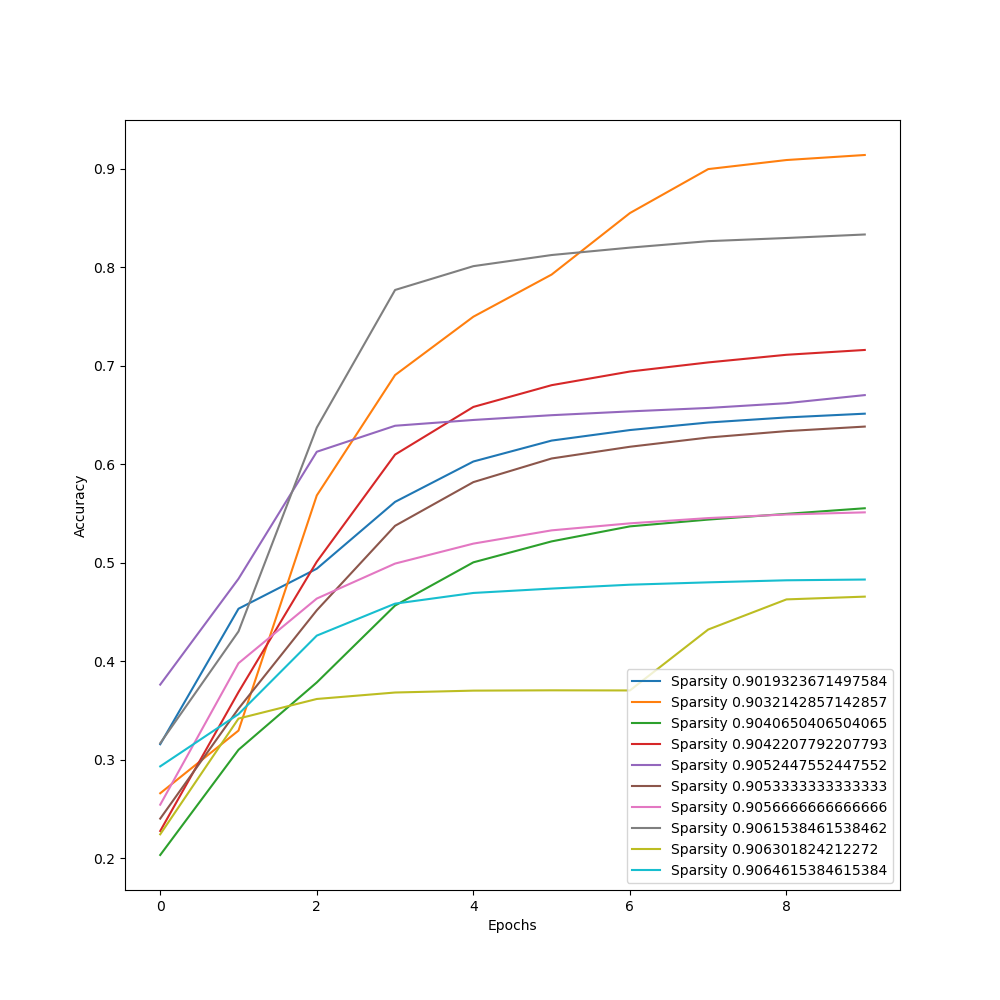 0.9
0.8
0.7
0.6
0.5
0.4
0.3
0.2
Accuracy
Sparsity 0.9019323671497584
Sparsity 0.9032142857142857
Sparsity 0.9040650406504065
Sparsity 0.9042207792207793
Sparsity 0.9052447552447552
Sparsity 0.9053333333333333
Sparsity 0.9056666666666666
Sparsity 0.9061538461538462
Sparsity 0.906301824212272
Sparsity 0.9064615384615384
0 2 4 6 8
Epochs